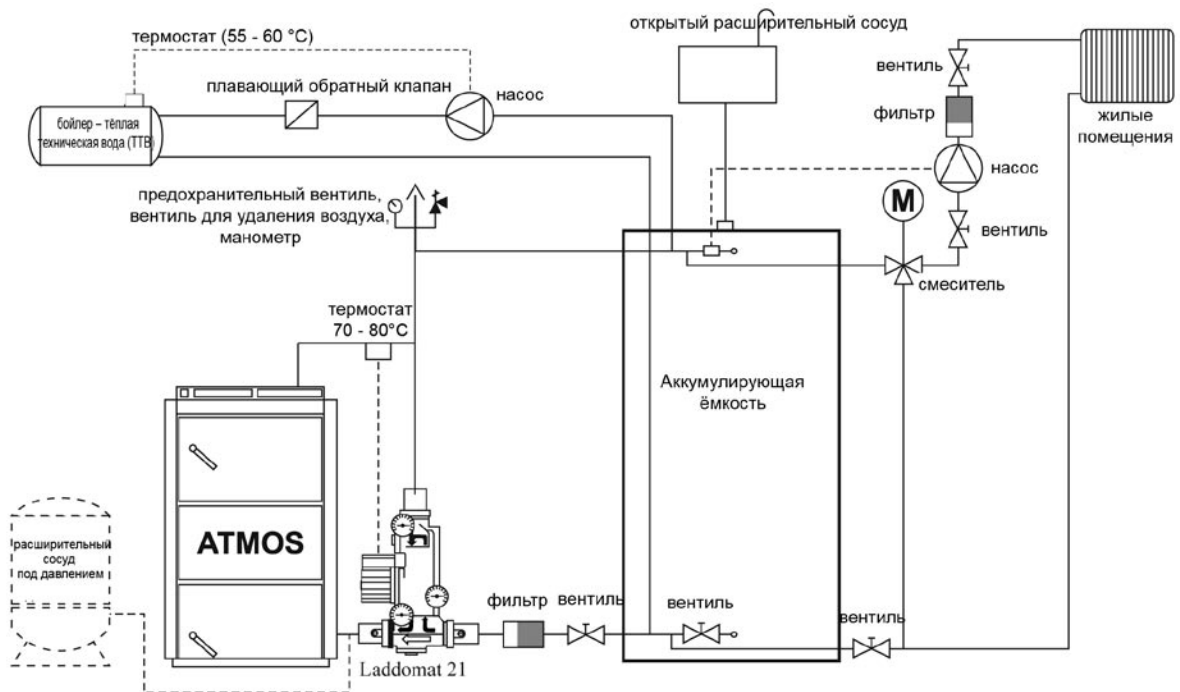 открытый расширительный сосуд
термостат (55 - 60 °C)
плавающий обратный клапан
насос
бойлер – тёплая
техническая вода (ТТВ)
вентиль
фильтр
жилые
помещения
насос
предохранительный вентиль,
вентиль для удаления воздуха,
манометр
M
вентиль
смеситель
термостат
70 - 80°C
Аккумулирующая
ёмкость
ATMOS
расширительный
сосуд
под давлением
фильтр
вентиль
вентиль
вентиль
Laddomat 21